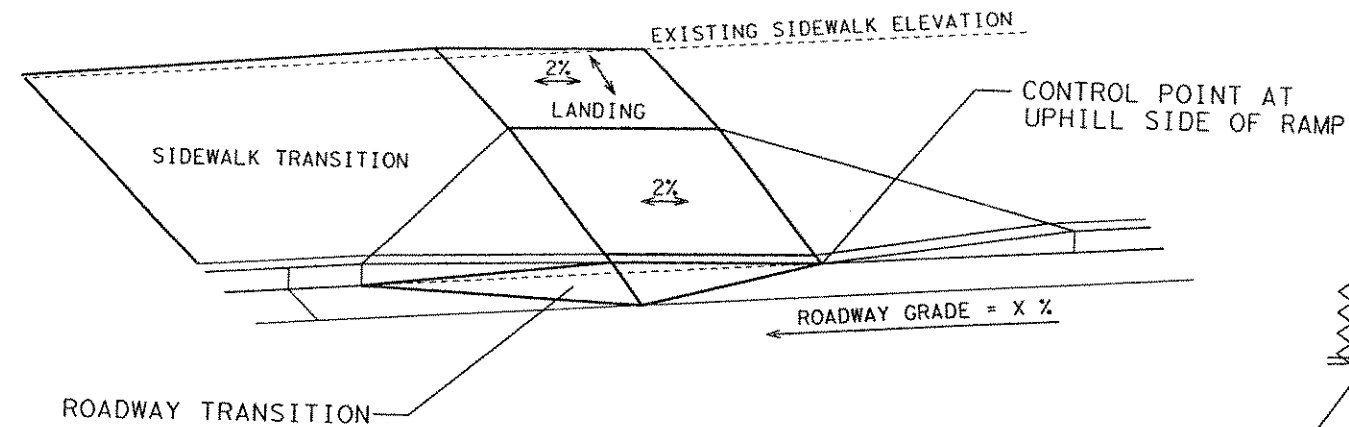 EXISTING SIDEWALK ELEVATION
2%
LANDING
CONTROL POINT AT
UPHILL SIDE OF RAMP
SIDEWALK TRANSITION
2%
ROADWAY GRADE = X %
ROADWAY TRANSITION